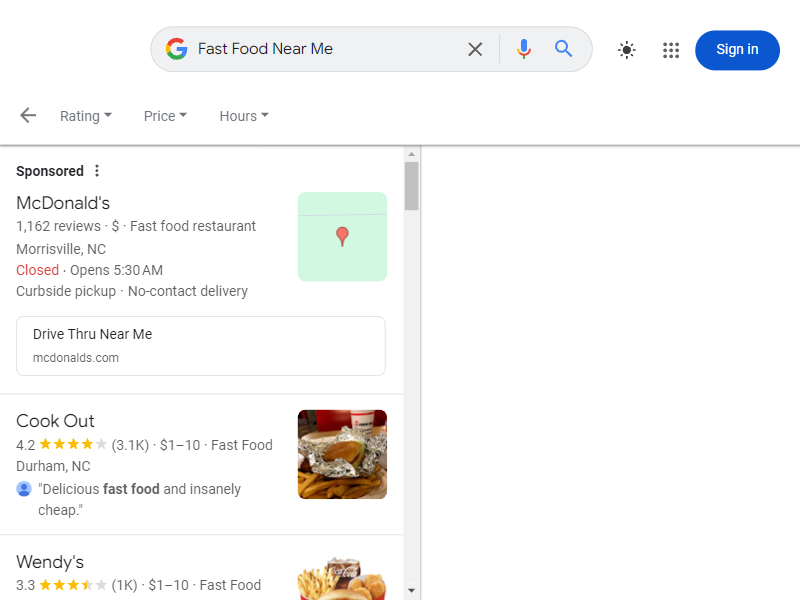 Fast Food Near Me
Sign in
Rating
Price
Hours
Sponsored
McDonald's
1,162 reviews · $ · Fast food restaurant
Morrisville, NC
Closed · Opens 5:30 AM
Curbside pickup · No-contact delivery
Drive Thru Near Me
mcdonalds.com
Cook Out
4.2 (3.1K) · $1–10 · Fast Food
Durham, NC
"Delicious fast food and insanely
cheap."
Wendy's
3.3 (1K) · $1–10 · Fast Food